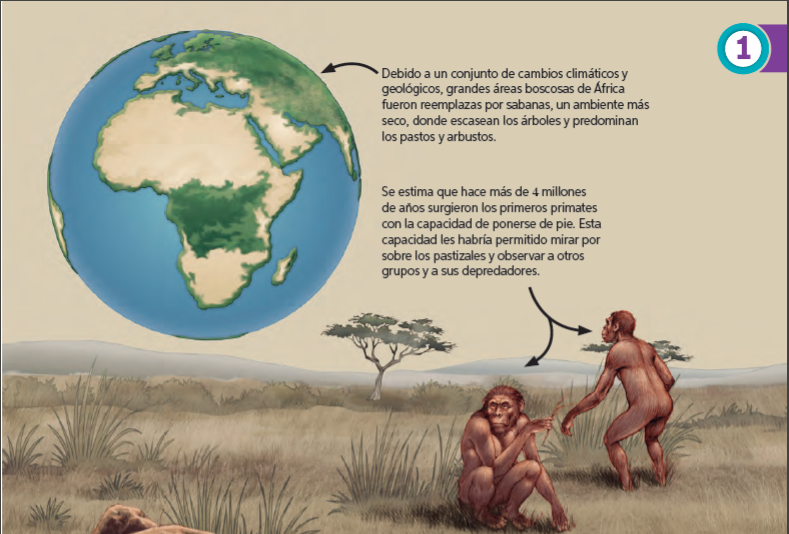 1
Debido a un conjunto de cambios climáticos y
geológicos, grandes áreas boscosas de África
fueron reemplazas por sabanas, un ambiente más
seco, donde escasean los árboles y predominan
los pastos y arbustos.
Se estima que hace más de 4 millones
de años surgieron los primeros primates
con la capacidad de ponerse de pie. Esta
capacidad les habría permitido mirar por
sobre los pastizales y observar a otros
grupos y a sus depredadores.